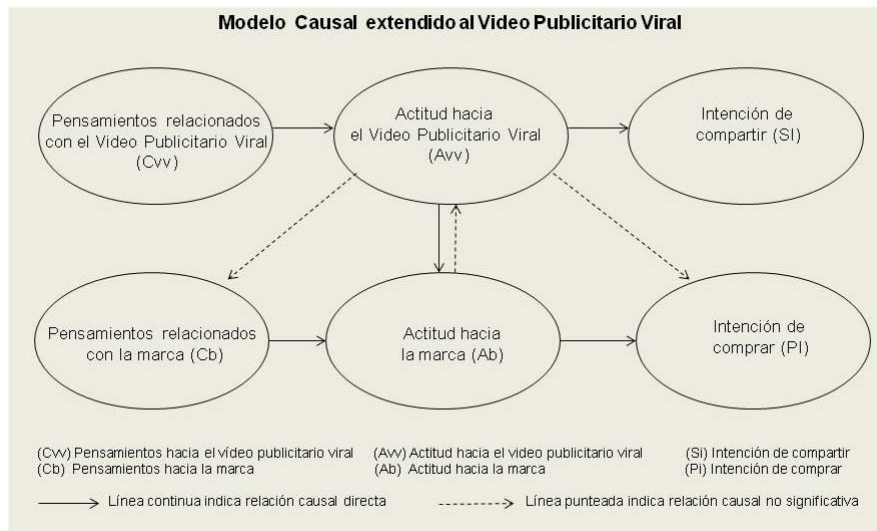 Modelo Causal extendido al Video Publicitario Viral
Pensamientos relacionados
con el Video Publicitario Viral
(Cvv)
Actitud hacia
el Video Publicitario Viral
(Avv)
Intención de
compartir (SI)
Pensamientos relacionados
con la marca (Cb)
Actitud hacia
la marca (Ab)
Intención de
comprar (PI)
(Cvv) Pensamientos hacia el vídeo publicitario viral
(Avv) Actitud hacia el video publicitario viral
(Si) Intención de compartir
(Cb) Pensamientos hacia la marca
(Ab) Actitud hacia la marca
(Pi) Intención de comprar
Línea continua indica relación causal directa
Línea punteada indica relación causal no significativa